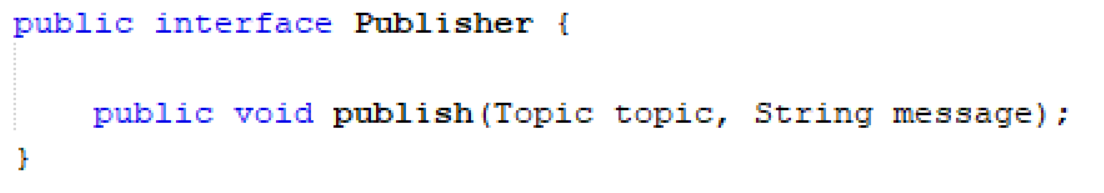 public interface Publisher {
public void publish(Topic topic, String message);
}